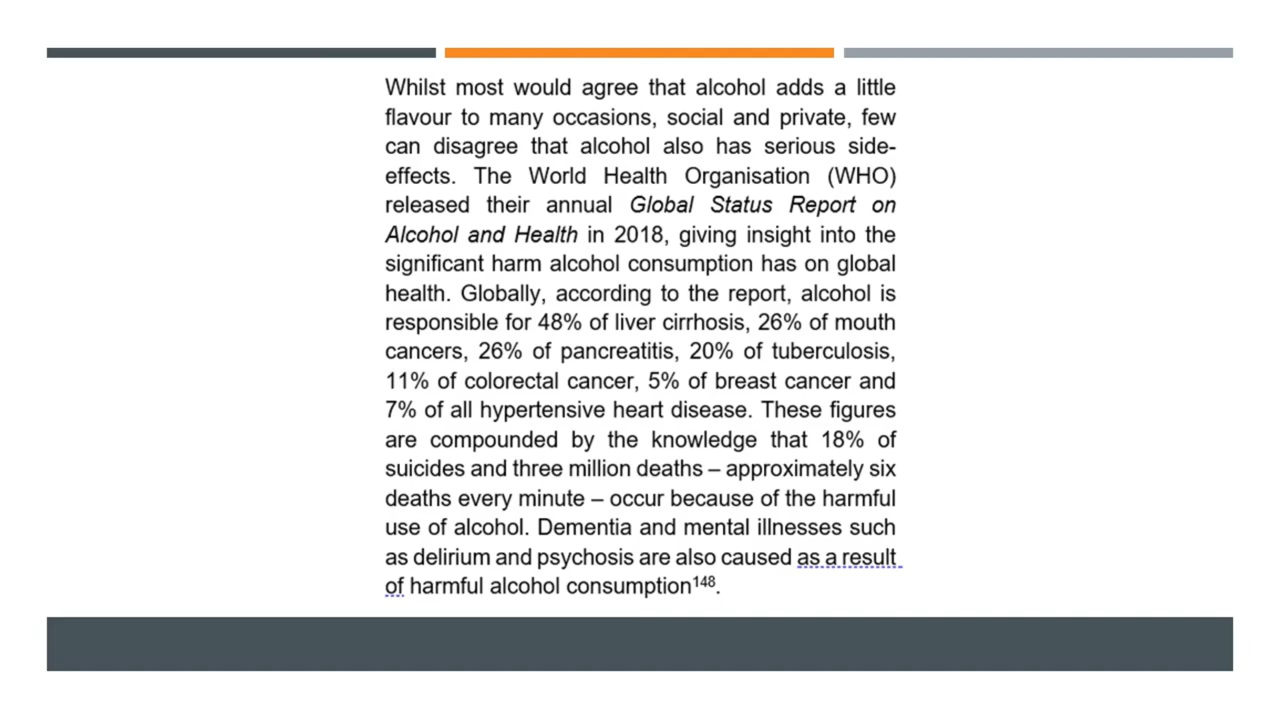 Whilst most would agree that alcohol adds a little
flavour to many occasions, social and private, few
can disagree that alcohol also has serious side-
effects. The World Health Organisation (WHO)
released their annual Global Status Report on
Alcohol and Health in 2018, giving insight into the
significant harm alcohol consumption has on global
health. Globally, according to the report, alcohol is
responsible for 48% of liver cirrhosis, 26% of mouth
cancers, 26% of pancreatitis, 20% of tuberculosis,
11% of colorectal cancer, 5% of breast cancer and
7% of all hypertensive heart disease. These figures
are compounded by the knowledge that 18% of
suicides and three million deaths – approximately six
deaths every minute – occur because of the harmful
use of alcohol. Dementia and mental illnesses such
as delirium and psychosis are also caused as a result
of harmful alcohol consumption¹⁴⁸.